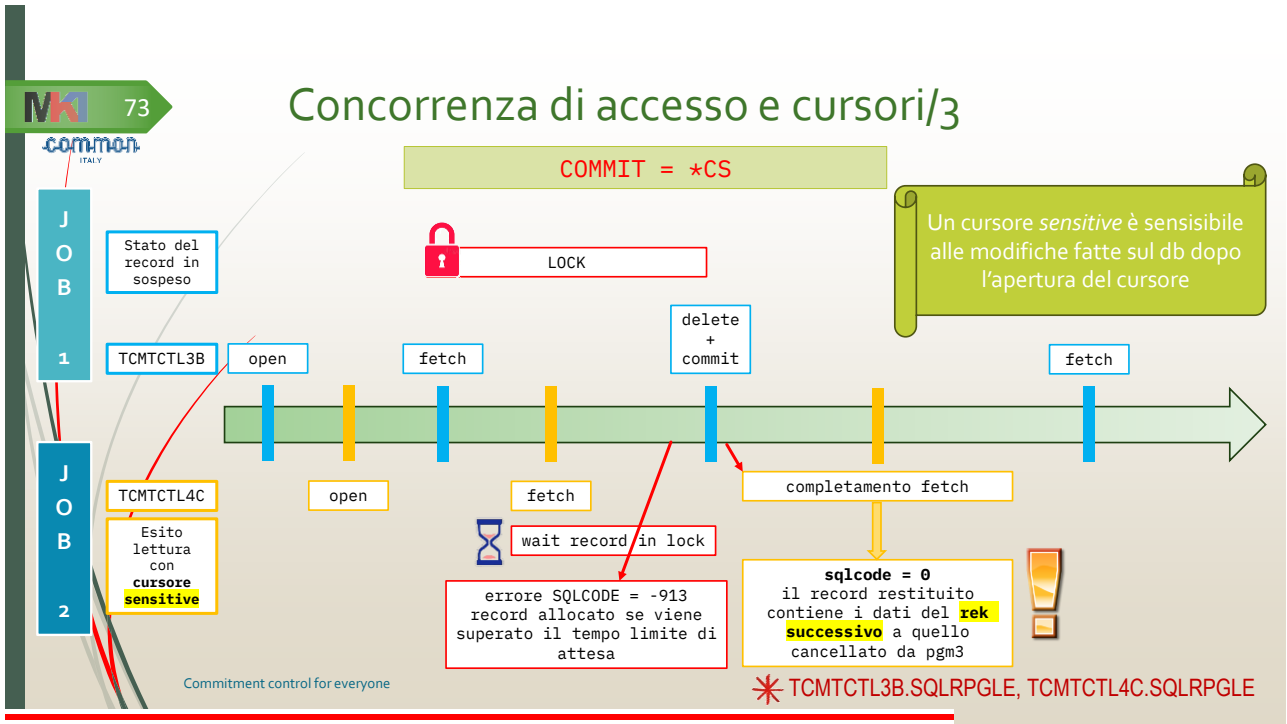 MK1 73
Concorrenza di accesso e cursori/3
common
ITALY
COMMIT = *CS
Un cursore sensitive è sensisibile
alle modifiche fatte sul db dopo
l'apertura del cursore
J
O
B
1
Stato del
record in
sospeso
LOCK
TCMTCTL3B
open
fetch
delete
+
commit
fetch
J
O
B
2
TCMTCTL4C
open
fetch
completamento fetch
Esito
lettura
con
cursore
sensitive
wait record in lock
errore SQLCODE = -913
record allocato se viene
superato il tempo limite di
attesa
sqlcode = 0
il record restituito
contiene i dati del rek
successivo a quello
cancellato da pgm3
Commitment control for everyone
TCMTCTL3B.SQLRPGLE, TCMTCTL4C.SQLRPGLE